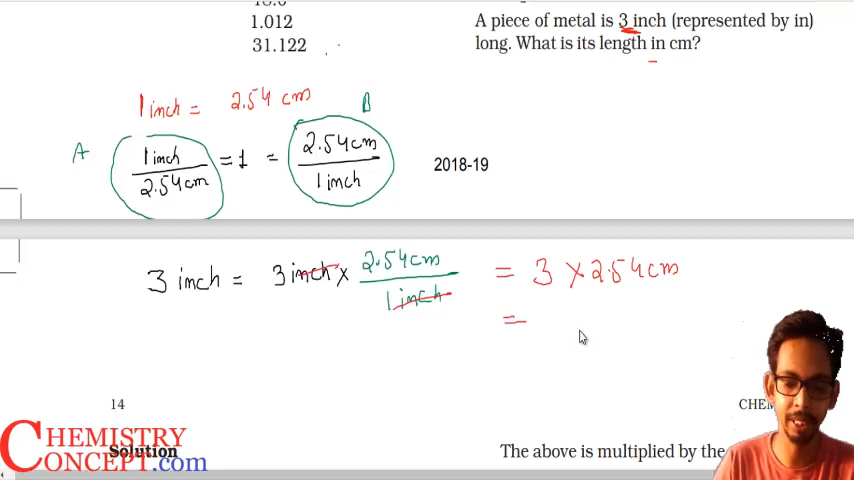 18.0
1.012
31.122
A piece of metal is 3 inch (represented by in)
long. What is its length in cm?
1 inch = 2.54 cm
B
A
1 inch / 2.54 cm = 1 = 2.54 cm / 1 inch
2018-19
3 inch = 3 inch × 2.54 cm / 1 inch = 3 × 2.54 cm
=
14
CHE
CHEMISTRY
CONCEPT.com
Solution
The above is multiplied by the